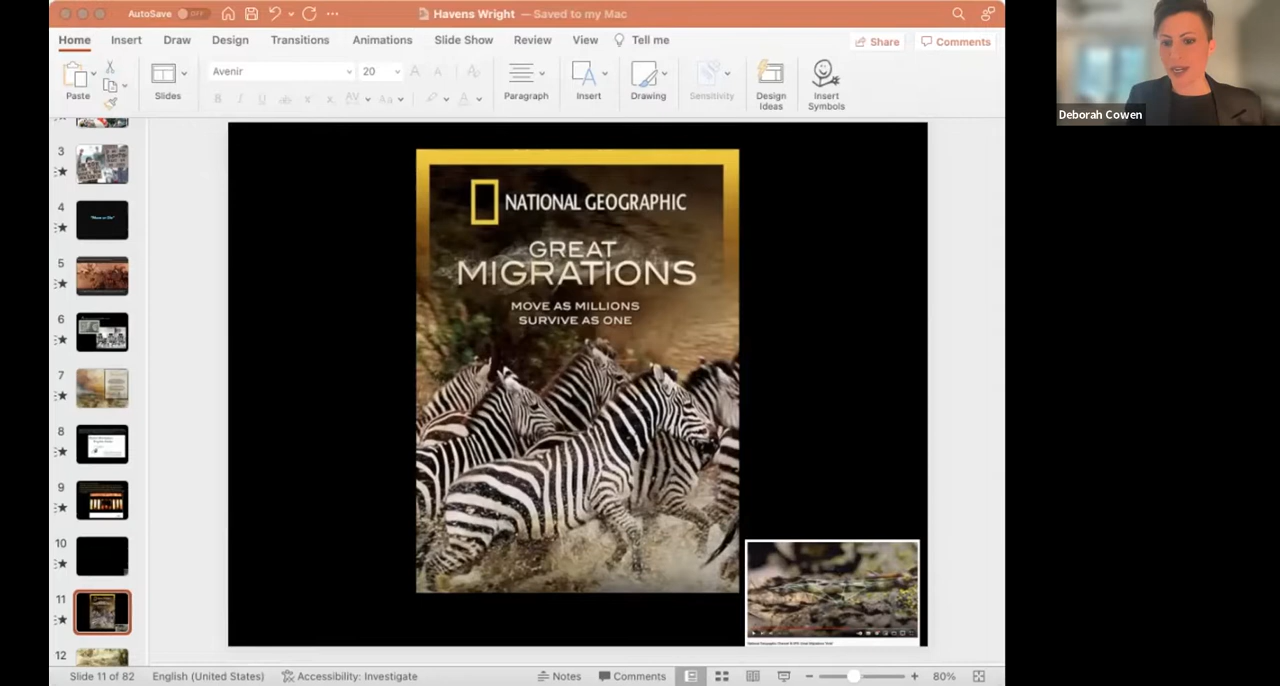 AutoSave OFF
Havens Wright — Saved to my Mac
Home Insert Draw Design Transitions Animations Slide Show Review View Tell me
Share Comments
Avenir 20
Paste Slides Paragraph Insert Drawing Sensitivity Design Ideas Insert Symbols
Deborah Cowen
3
4
"Move or Die"
5
6
7
8
9
10
11
12
NATIONAL GEOGRAPHIC
GREAT
MIGRATIONS
MOVE AS MILLIONS
SURVIVE AS ONE
Slide 11 of 82 English (United States) Accessibility: Investigate Notes Comments 80%